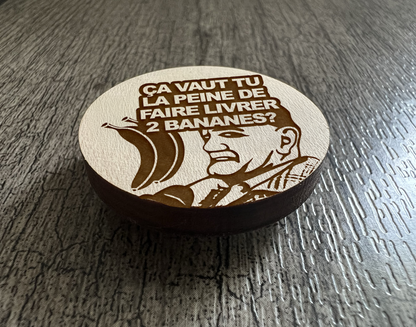 ÇA VAUT TU
LA PEINE DE
FAIRE LIVRER
2 BANANES?